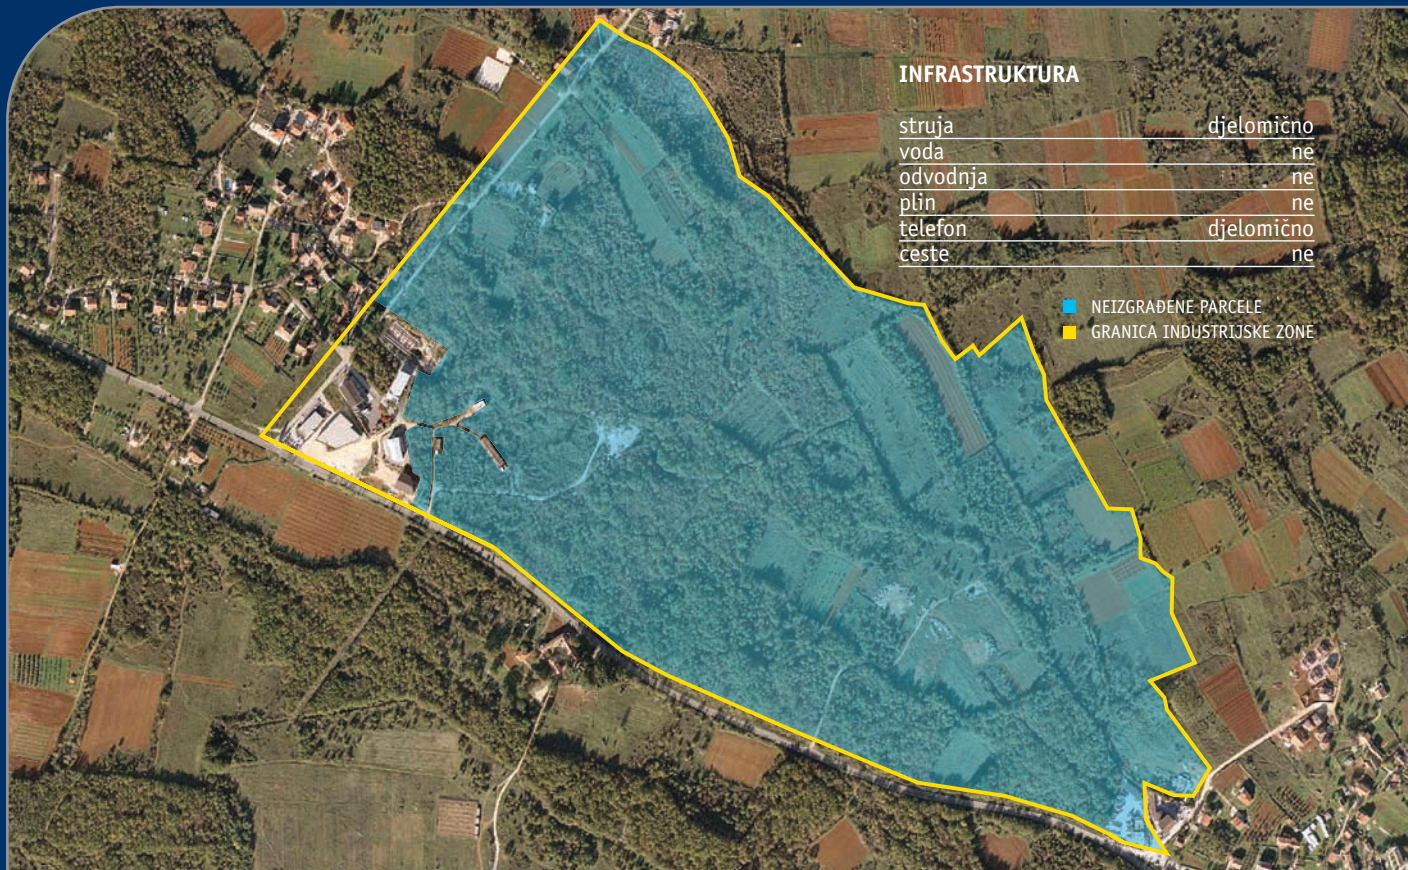 INFRASTRUKTURA
struja djelomično
voda ne
odvodnja ne
plin ne
telefon djelomično
ceste ne
NEIZGRAĐENE PARCELE
GRANICA INDUSTRIJSKE ZONE